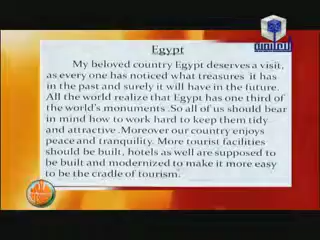 Egypt
My beloved country Egypt deserves a visit,
as every one has noticed what treasures it has
in the past and surely it will have in the future.
All the world realize that Egypt has one third of
the world's monuments .So all of us should bear
in mind how to work hard to keep them tidy
and attractive .Moreover our country enjoys
peace and tranquility. More tourist facilities
should be built, hotels as well are supposed to
be built and modernized to make it more easy
to be the cradle of tourism.